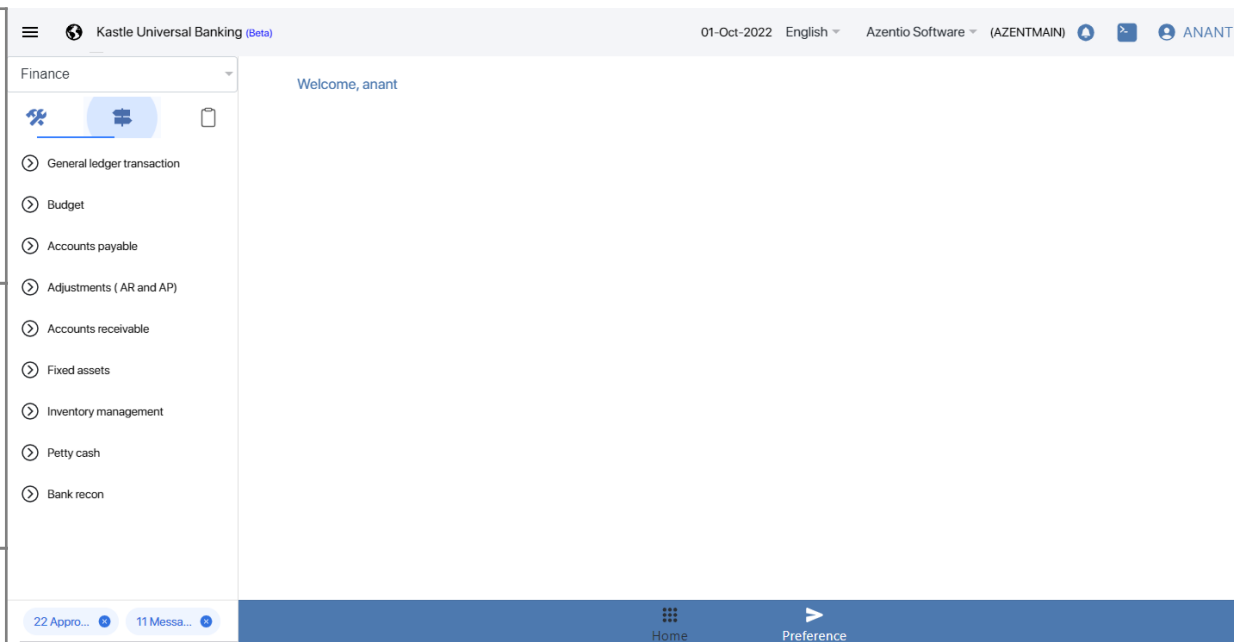 Kastle Universal Banking (Beta)
01-Oct-2022 English Azentio Software (AZENTMAIN) ANANT
Finance
Welcome, anant
General ledger transaction
Budget
Accounts payable
Adjustments ( AR and AP)
Accounts receivable
Fixed assets
Inventory management
Petty cash
Bank recon
22 Appro...
11 Messa...
Home
Preference